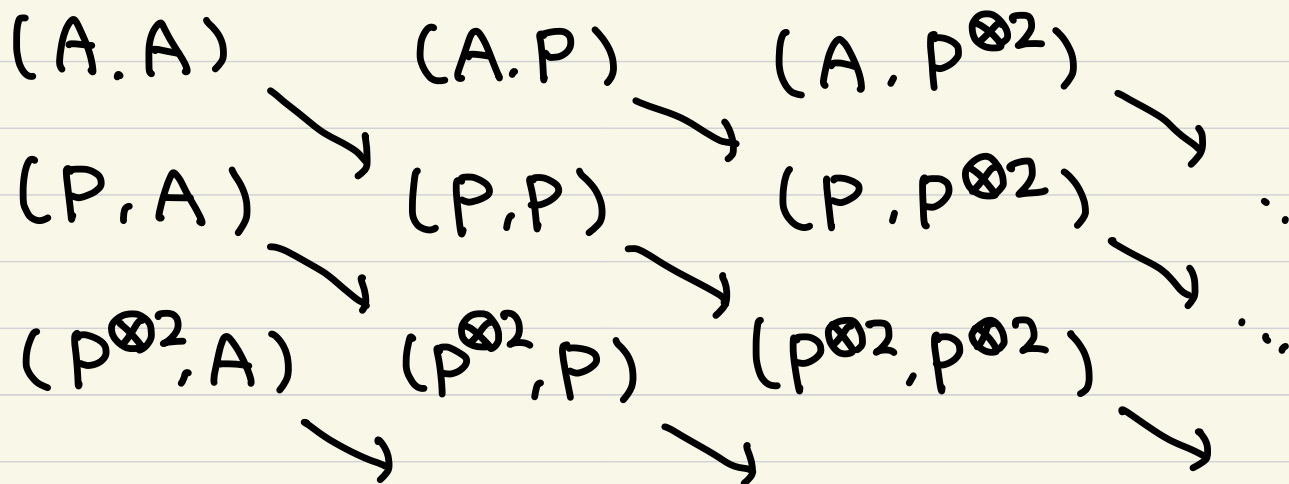 (A, A) (A, P) (A, P⊗2)
(P, A) (P, P) (P, P⊗2)
(P⊗2, A) (P⊗2, P) (P⊗2, P⊗2)